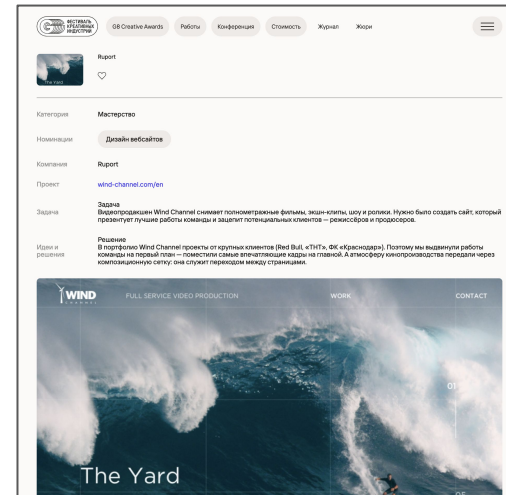 ФЕСТИВАЛЬ
КРЕАТИВНЫХ
ИНДУСТРИЙ
G8 Creative Awards
Работы
Конференция
Стоимость
Журнал
Жюри
The Yard
Ruport
Категория
Мастерство
Номинации
Дизайн вебсайтов
Компания
Ruport
Проект
wind-channel.com/en
Задача
Задача
Видеопродакшен Wind Channel снимает полнометражные фильмы, экшн-клипы, шоу и ролики. Нужно было создать сайт, который
презентует лучшие работы команды и зацепит потенциальных клиентов — режиссёров и продюсеров.
Идеи и
решения
Решение
В портфолио Wind Channel проекты от крупных клиентов (Red Bull, «ТНТ», ФК «Краснодар»). Поэтому мы выдвинули работы
команды на первый план — поместили самые впечатляющие кадры на главной. А атмосферу кинопроизводства передали через
композиционную сетку: она служит переходом между страницами.
WIND
CHANNEL
FULL SERVICE VIDEO PRODUCTION
WORK
CONTACT
01
The Yard
05